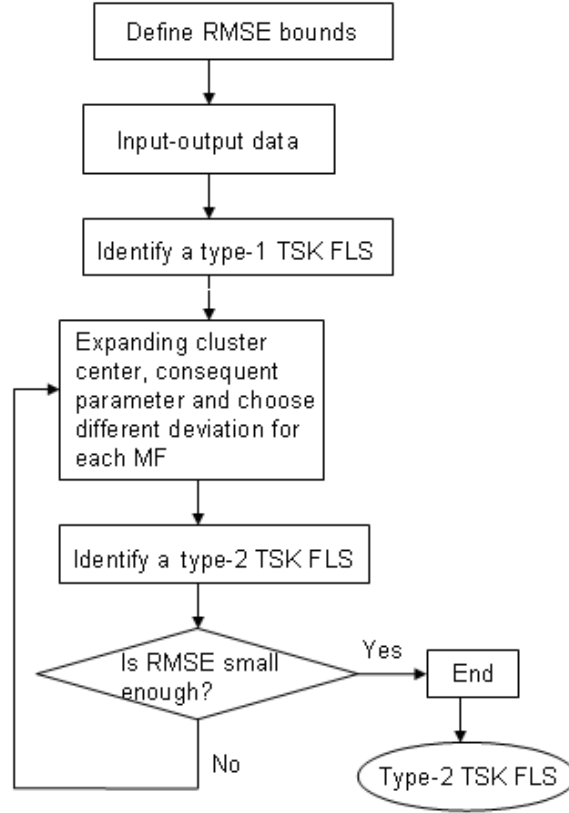 Define RMSE bounds
Input-output data
Identify a type-1 TSK FLS
Expanding cluster
center, consequent
parameter and choose
different deviation for
each MF
Identify a type-2 TSK FLS
Is RMSE small
enough?
Yes
End
No
Type-2 TSK FLS